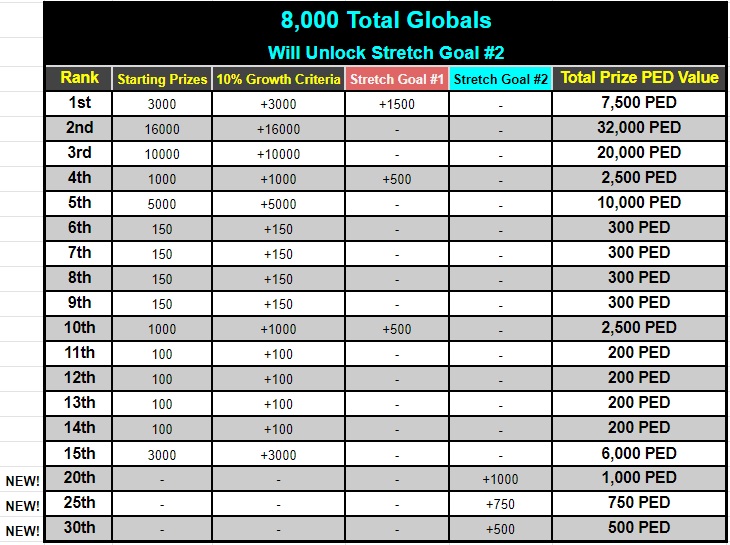 8,000 Total Globals
Will Unlock Stretch Goal #2
Rank Starting Prizes 10% Growth Criteria Stretch Goal #1 Stretch Goal #2 Total Prize PED Value
1st 3000 +3000 +1500 - 7,500 PED
2nd 16000 +16000 - - 32,000 PED
3rd 10000 +10000 - - 20,000 PED
4th 1000 +1000 +500 - 2,500 PED
5th 5000 +5000 - - 10,000 PED
6th 150 +150 - - 300 PED
7th 150 +150 - - 300 PED
8th 150 +150 - - 300 PED
9th 150 +150 - - 300 PED
10th 1000 +1000 +500 - 2,500 PED
11th 100 +100 - - 200 PED
12th 100 +100 - - 200 PED
13th 100 +100 - - 200 PED
14th 100 +100 - - 200 PED
15th 3000 +3000 - - 6,000 PED
NEW! 20th - - - +1000 1,000 PED
NEW! 25th - - - +750 750 PED
NEW! 30th - - - +500 500 PED